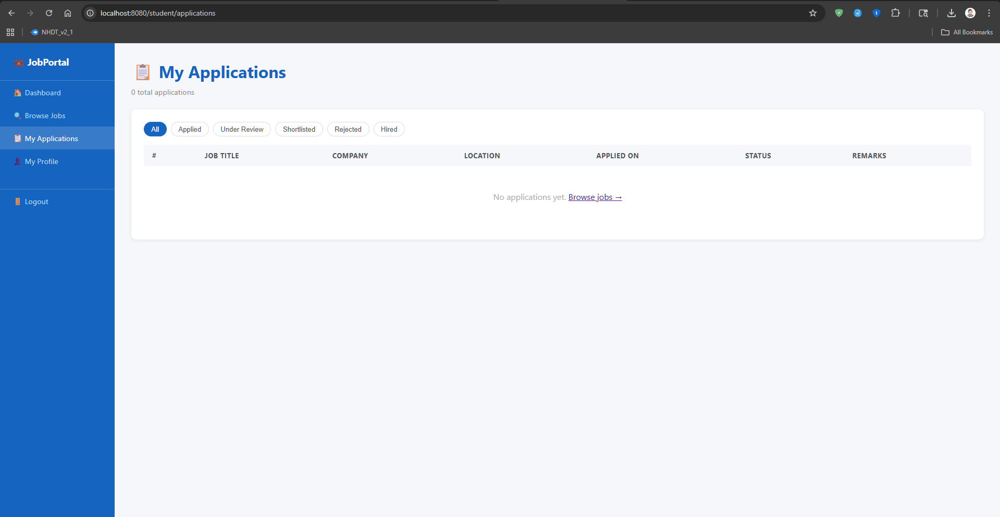 localhost:8080/student/applications
NHDT_v2_1
All Bookmarks
JobPortal
Dashboard
Browse Jobs
My Applications
My Profile
Logout
My Applications
0 total applications
All Applied Under Review Shortlisted Rejected Hired
# JOB TITLE COMPANY LOCATION APPLIED ON STATUS REMARKS
No applications yet. Browse jobs →